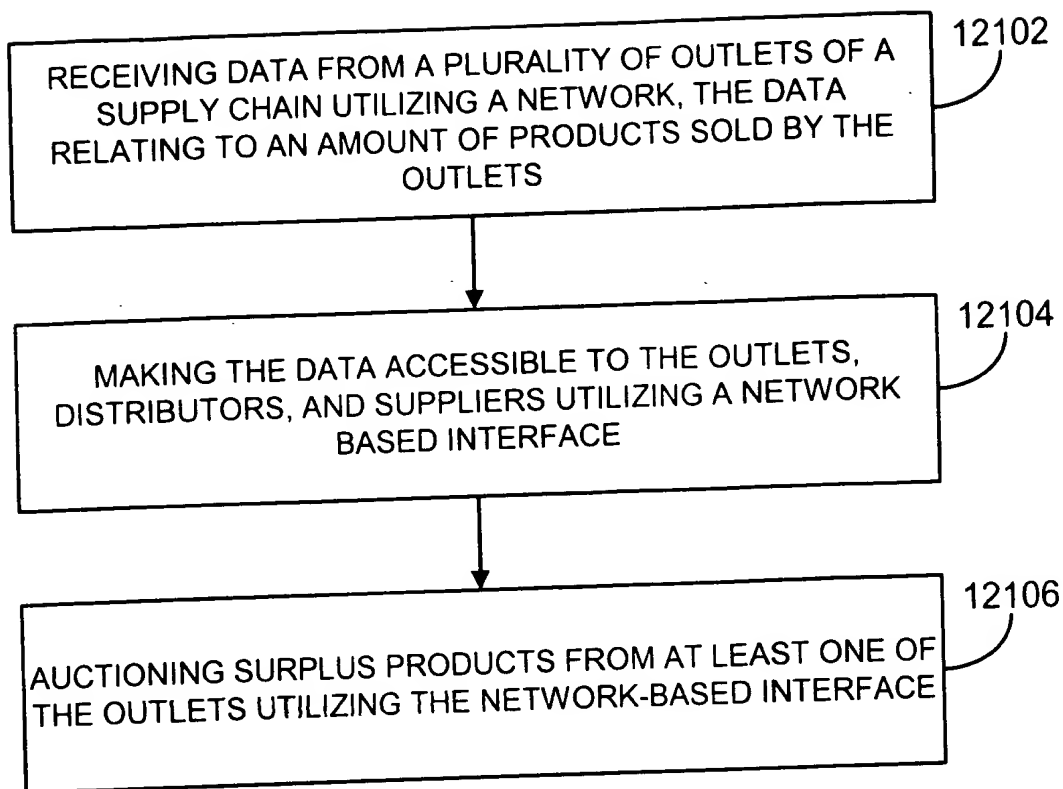 12102
RECEIVING DATA FROM A PLURALITY OF OUTLETS OF A
SUPPLY CHAIN UTILIZING A NETWORK, THE DATA
RELATING TO AN AMOUNT OF PRODUCTS SOLD BY THE
OUTLETS
12104
MAKING THE DATA ACCESSIBLE TO THE OUTLETS,
DISTRIBUTORS, AND SUPPLIERS UTILIZING A NETWORK
BASED INTERFACE
12106
AUCTIONING SURPLUS PRODUCTS FROM AT LEAST ONE OF
THE OUTLETS UTILIZING THE NETWORK-BASED INTERFACE